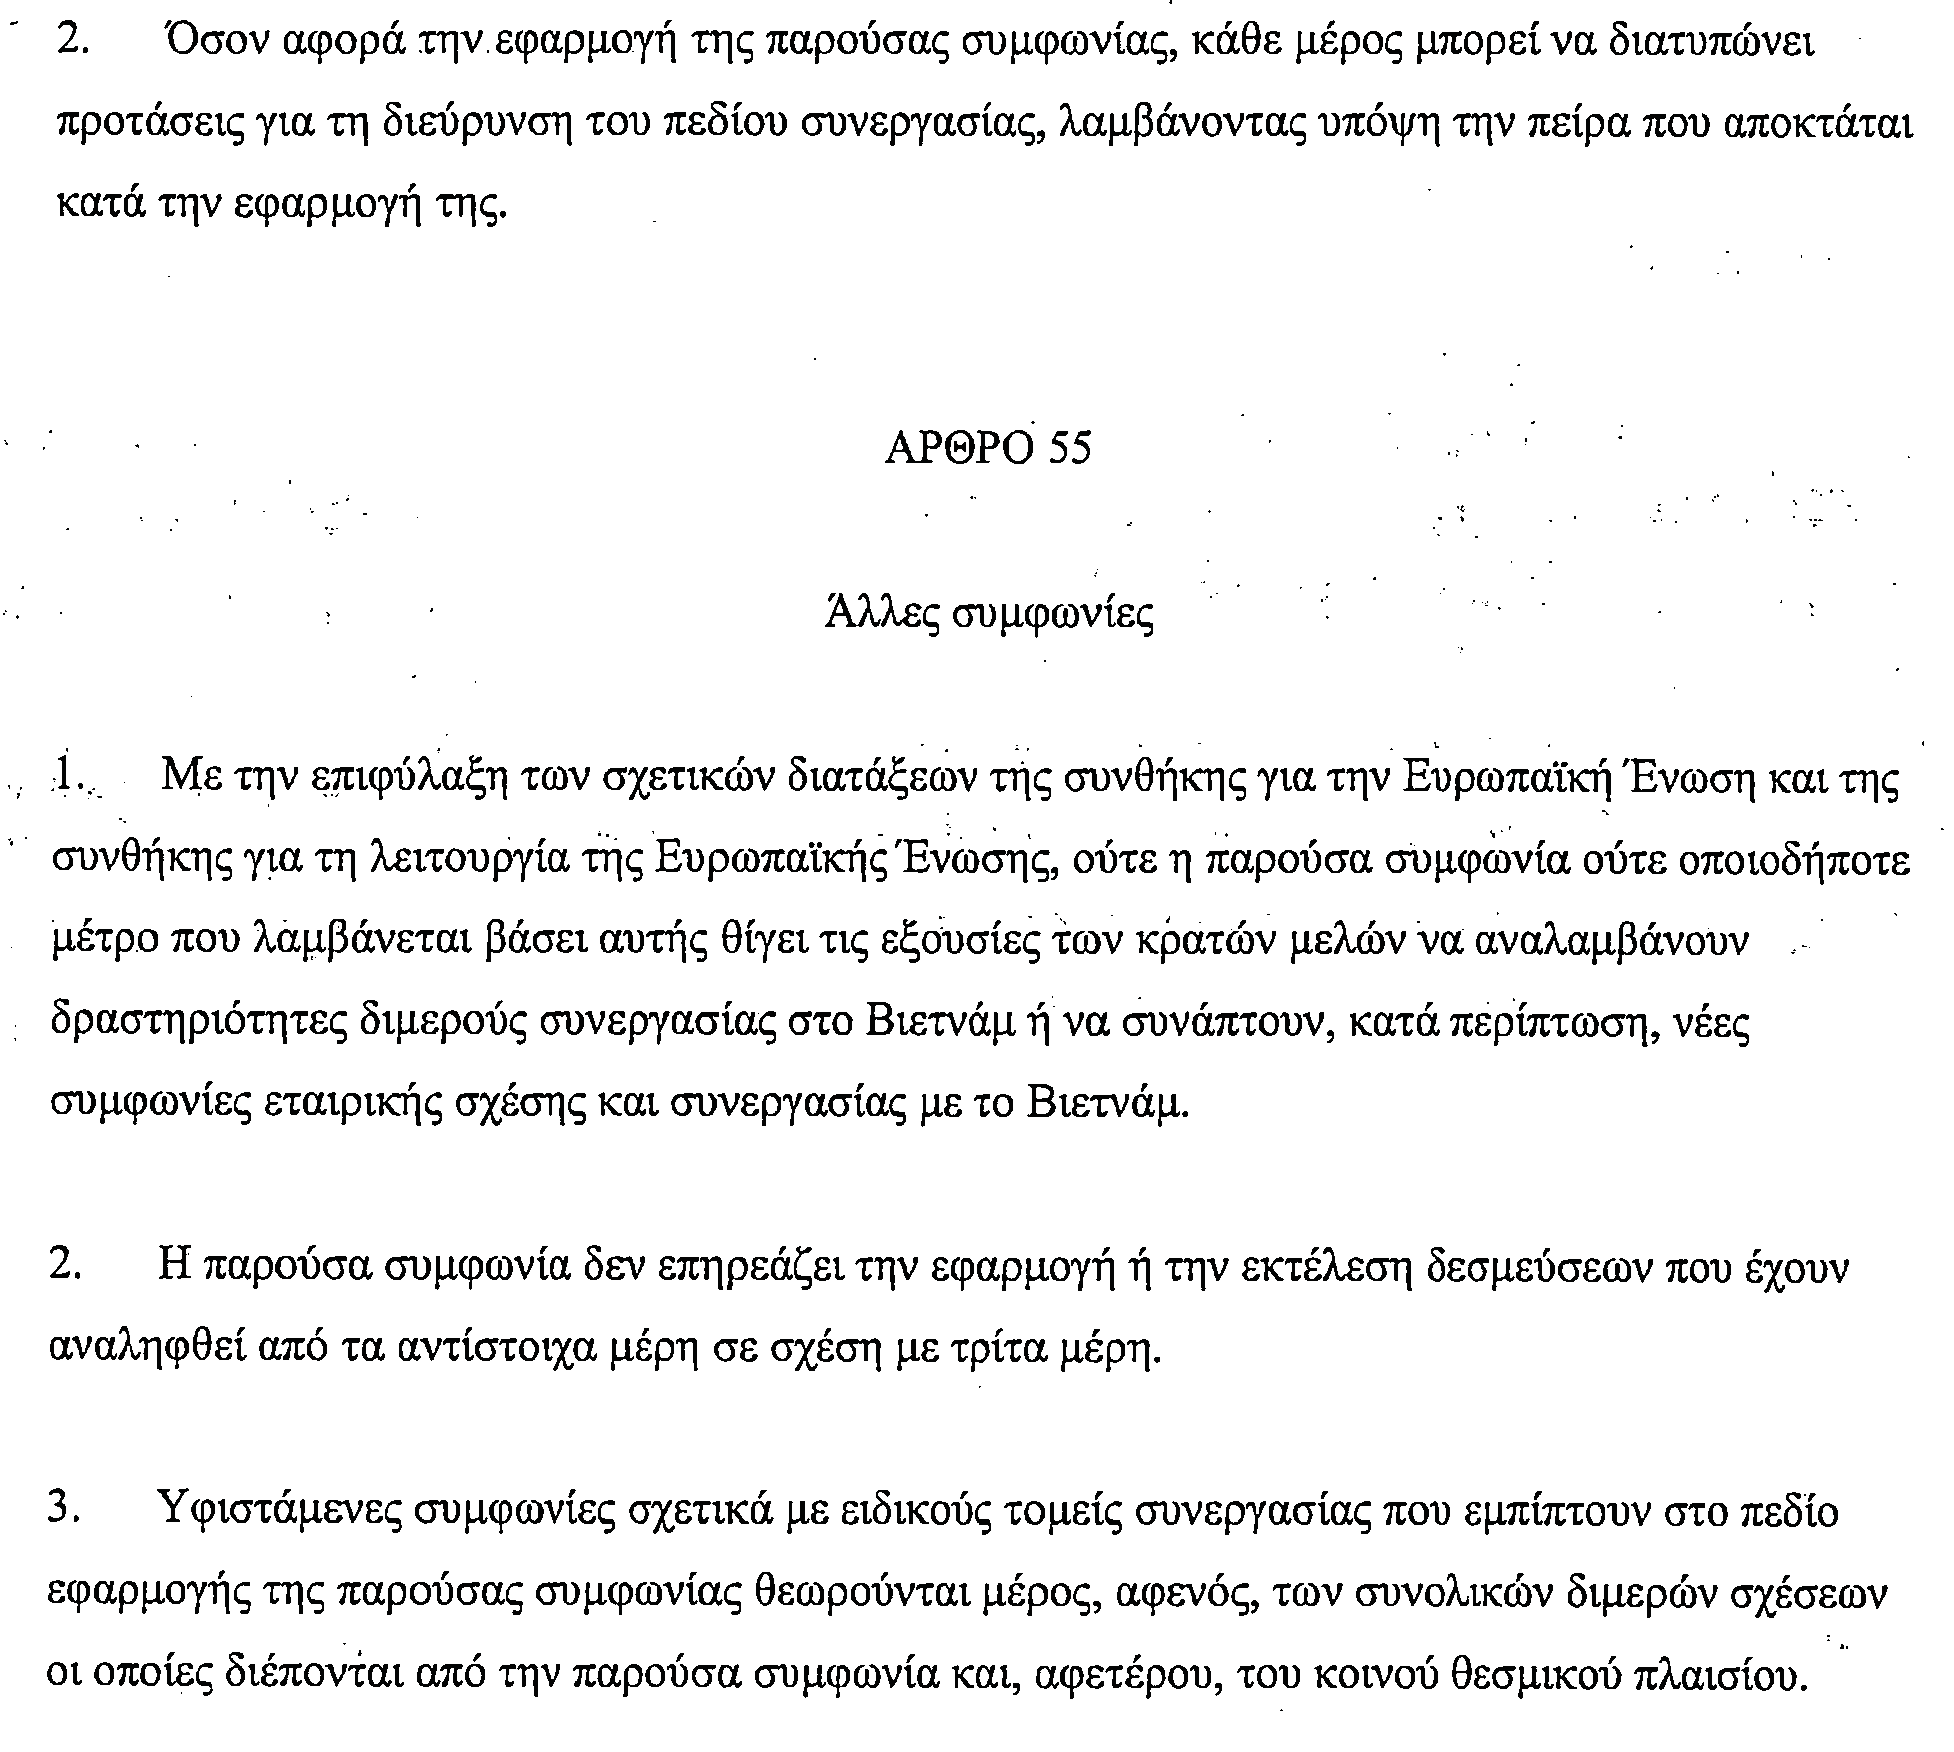 2. Όσον αφορά την εφαρμογή της παρούσας συμφωνίας, κάθε μέρος μπορεί να διατυπώνει
προτάσεις για τη διεύρυνση του πεδίου συνεργασίας, λαμβάνοντας υπόψη την πείρα που αποκτάται
κατά την εφαρμογή της.
ΑΡΘΡΟ 55
Άλλες συμφωνίες
1. Με την επιφύλαξη των σχετικών διατάξεων της συνθήκης για την Ευρωπαϊκή Ένωση και της
συνθήκης για τη λειτουργία της Ευρωπαϊκής Ένωσης, ούτε η παρούσα συμφωνία ούτε οποιοδήποτε
μέτρο που λαμβάνεται βάσει αυτής θίγει τις εξουσίες των κρατών μελών να αναλαμβάνουν
δραστηριότητες διμερούς συνεργασίας στο Βιετνάμ ή να συνάπτουν, κατά περίπτωση, νέες
συμφωνίες εταιρικής σχέσης και συνεργασίας με το Βιετνάμ.
2. Η παρούσα συμφωνία δεν επηρεάζει την εφαρμογή ή την εκτέλεση δεσμεύσεων που έχουν
αναληφθεί από τα αντίστοιχα μέρη σε σχέση με τρίτα μέρη.
3. Υφιστάμενες συμφωνίες σχετικά με ειδικούς τομείς συνεργασίας που εμπίπτουν στο πεδίο
εφαρμογής της παρούσας συμφωνίας θεωρούνται μέρος, αφενός, των συνολικών διμερών σχέσεων
οι οποίες διέπονται από την παρούσα συμφωνία και, αφετέρου, του κοινού θεσμικού πλαισίου.